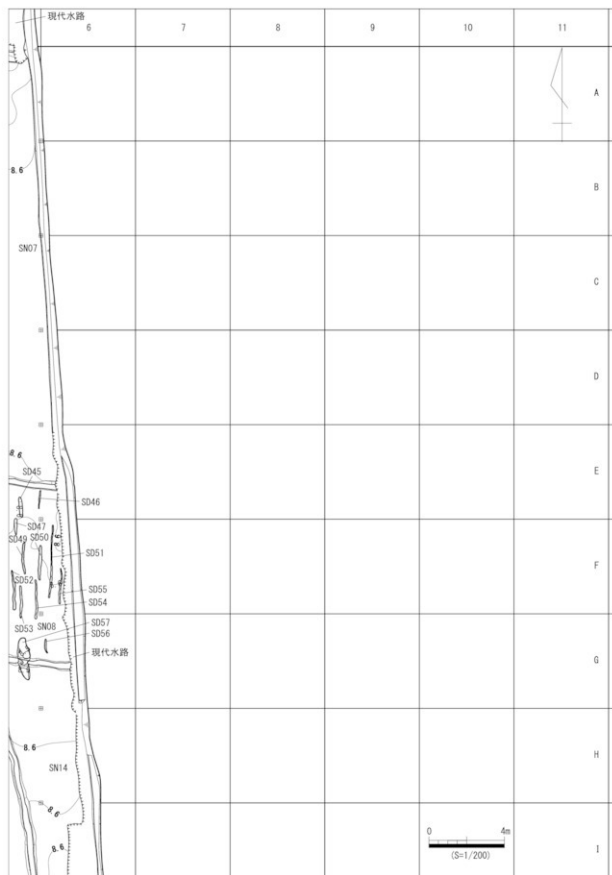 現代水路
6 7 8 9 10 11
A
8.6
B
SN07
C
D
8.6
SD45
E
SD46
SD47
SD50
SD49
8.6
SD51
F
SD52
SD55
SD54
SD53
SN08
SD57
SD56
現代水路
G
8.6
H
SN14
8.6
0 4m
8.6
(S=1/200)
I